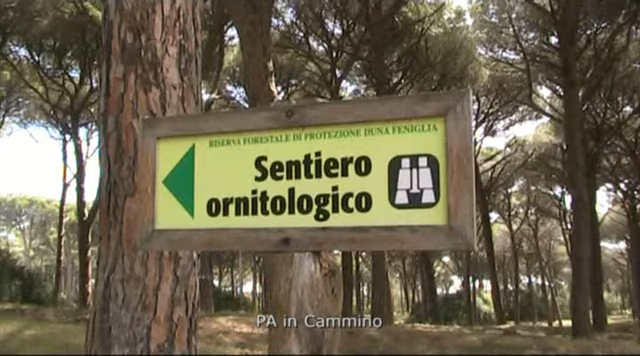 RISERVA FORESTALE DI PROTEZIONE DUNA FENIGLIA
Sentiero
ornitologico
PA in Cammino